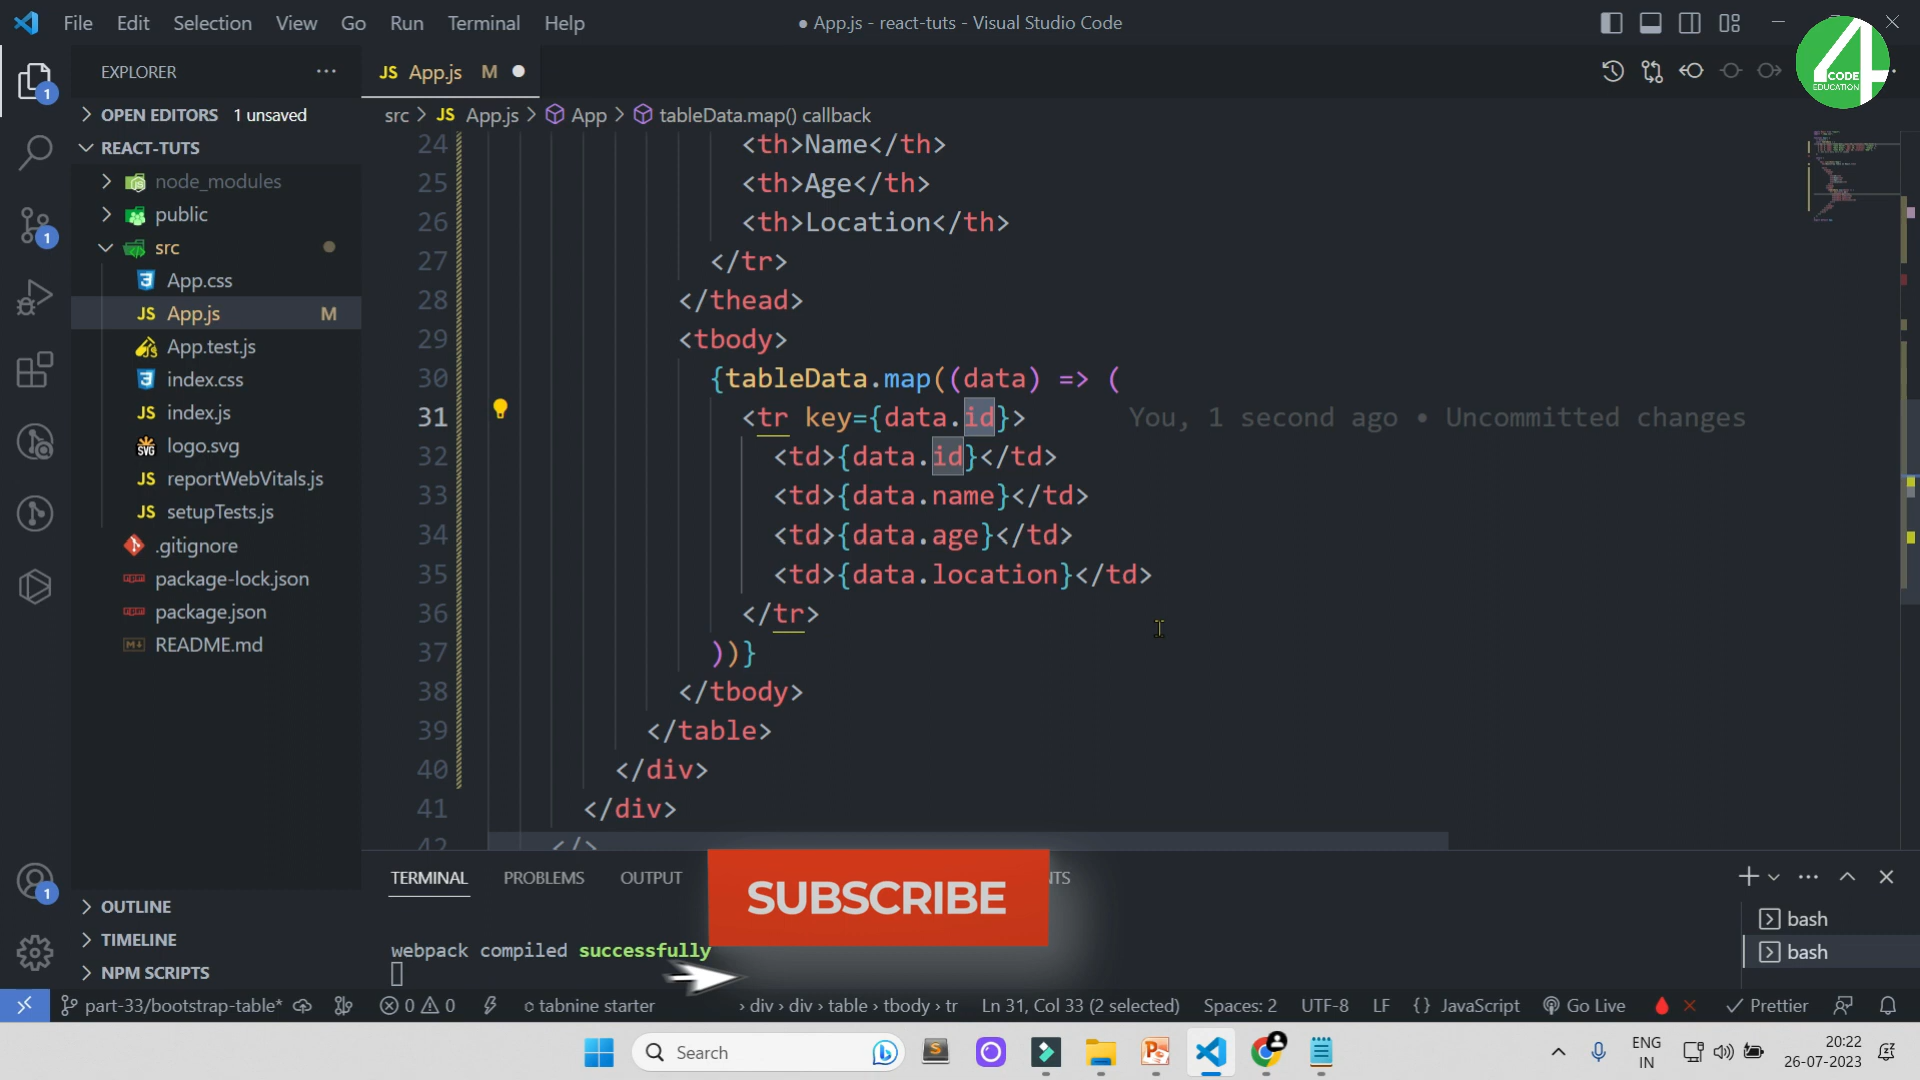 File Edit Selection View Go Run Terminal Help
● App.js - react-tuts - Visual Studio Code
4 CODE EDUCATION
EXPLORER
JS App.js M
OPEN EDITORS 1 unsaved
src > JS App.js > App > tableData.map() callback
REACT-TUTS
node_modules
public
src
App.css
JS App.js M
App.test.js
index.css
JS index.js
SVG logo.svg
JS reportWebVitals.js
JS setupTests.js
.gitignore
package-lock.json
package.json
README.md
OUTLINE
TIMELINE
NPM SCRIPTS
24 <th>Name</th>
25 <th>Age</th>
26 <th>Location</th>
27 </tr>
28 </thead>
29 <tbody>
30 {tableData.map((data) => (
31 <tr key={data.id}> You, 1 second ago • Uncommitted changes
32 <td>{data.id}</td>
33 <td>{data.name}</td>
34 <td>{data.age}</td>
35 <td>{data.location}</td>
36 </tr>
37 ))}
38 </tbody>
39 </table>
40 </div>
41 </div>
42 </>
TERMINAL PROBLEMS OUTPUT
SUBSCRIBE
webpack compiled successfully
bash
bash
part-33/bootstrap-table* 0 0 tabnine starter › div › div › table › tbody › tr Ln 31, Col 33 (2 selected) Spaces: 2 UTF-8 LF {} JavaScript Go Live Prettier
Search
ENG
IN
20:22
26-07-2023